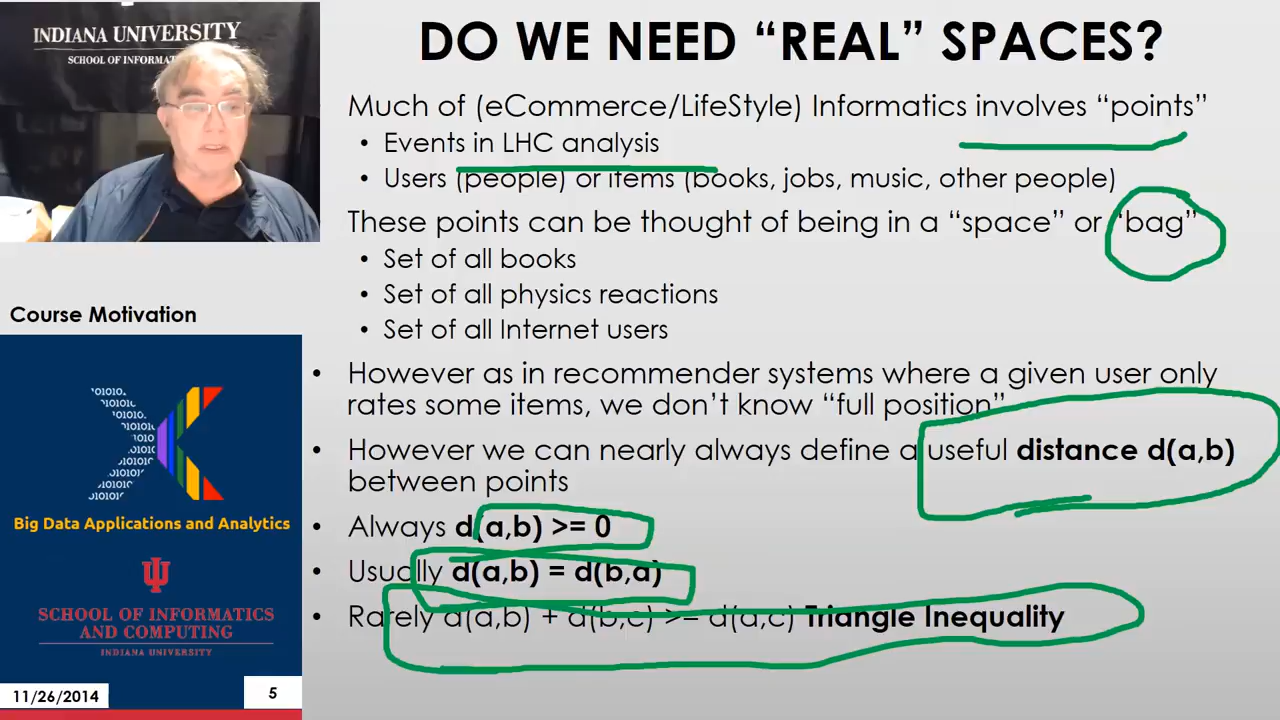 INDIANA UNIVERSITY
SCHOOL OF INFORMAT
DO WE NEED “REAL” SPACES?
Much of (eCommerce/LifeStyle) Informatics involves “points”
• Events in LHC analysis
• Users (people) or items (books, jobs, music, other people)
These points can be thought of being in a “space” or “bag”
• Set of all books
• Set of all physics reactions
• Set of all Internet users
• However as in recommender systems where a given user only
rates some items, we don’t know “full position”
• However we can nearly always define a useful distance d(a,b)
between points
• Always d(a,b) >= 0
• Usually d(a,b) = d(b,a)
• Rarely d(a,b) + d(b,c) >= d(a,c) Triangle Inequality
Course Motivation
Big Data Applications and Analytics
SCHOOL OF INFORMATICS
AND COMPUTING
INDIANA UNIVERSITY
11/26/2014
5